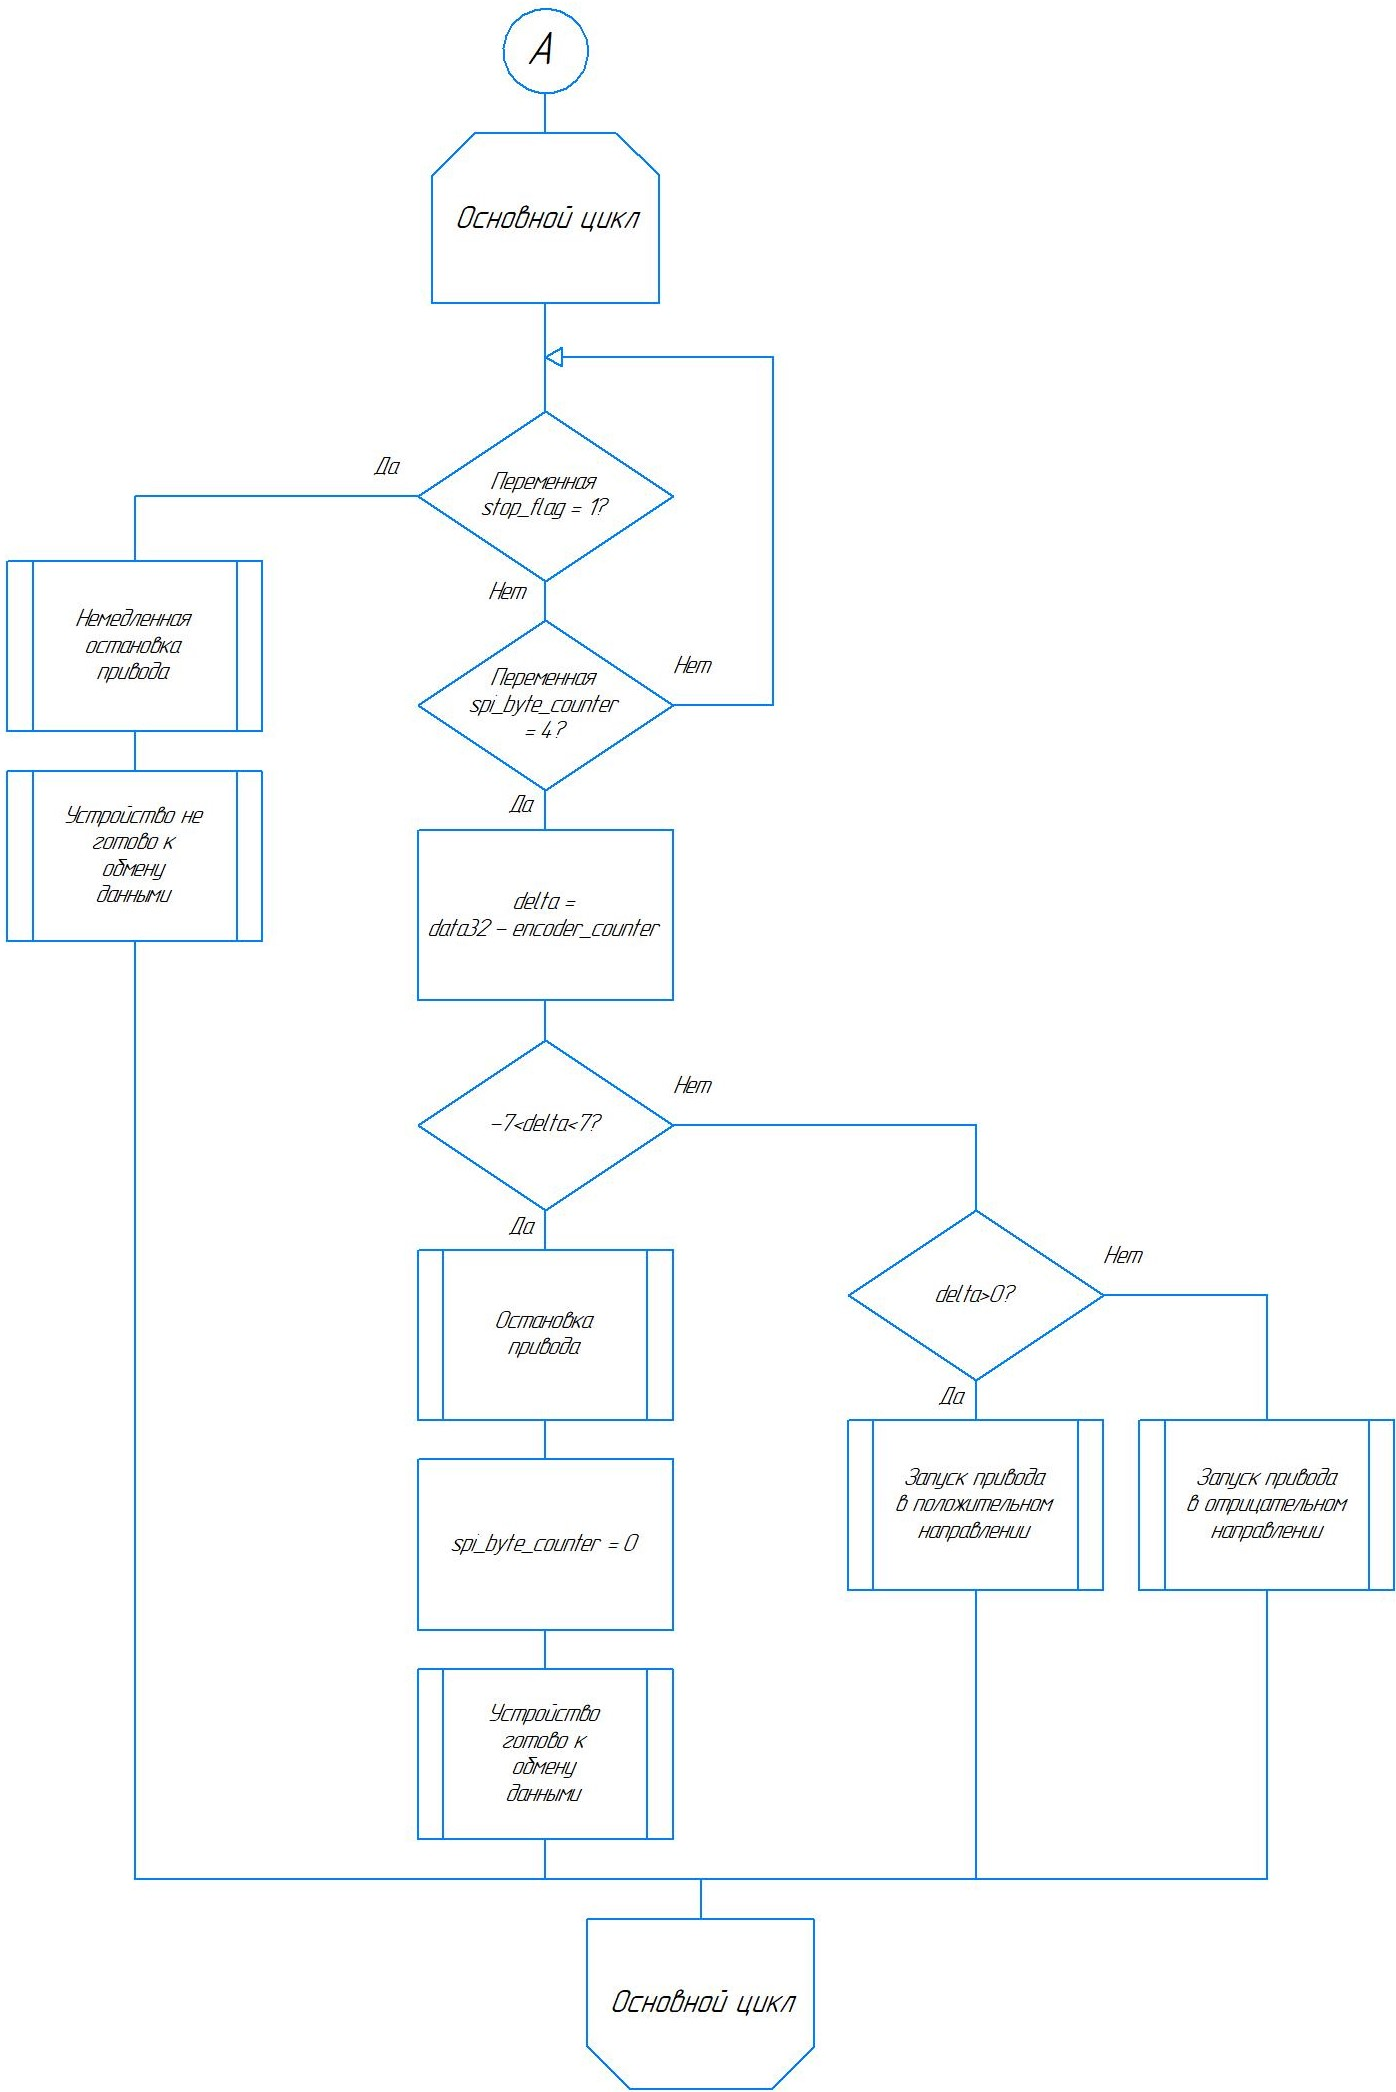 А
Основной цикл
Да
Переменная
stop_flag = 1?
Нет
Немедленная
остановка
привода
Переменная
spi_byte_counter
= 4?
Нет
Да
Устройство не
готово к
обмену
данными
delta =
data32 – encoder_counter
Нет
–7<delta<7?
Да
Нет
delta>0?
Остановка
привода
Да
Запуск привода
в положительном
направлении
Запуск привода
в отрицательном
направлении
spi_byte_counter = 0
Устройство
готово к
обмену
данными
Основной цикл